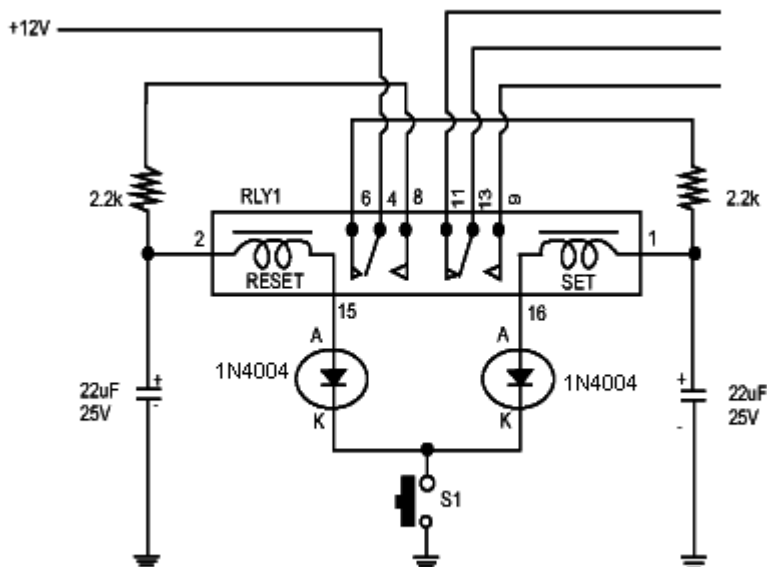 +12V
2.2k
RLY1
6 4 8 11 13 9
2.2k
2
1
RESET
SET
15
16
A
A
1N4004
1N4004
K
K
22uF
25V
+
-
+
-
22uF
25V
S1